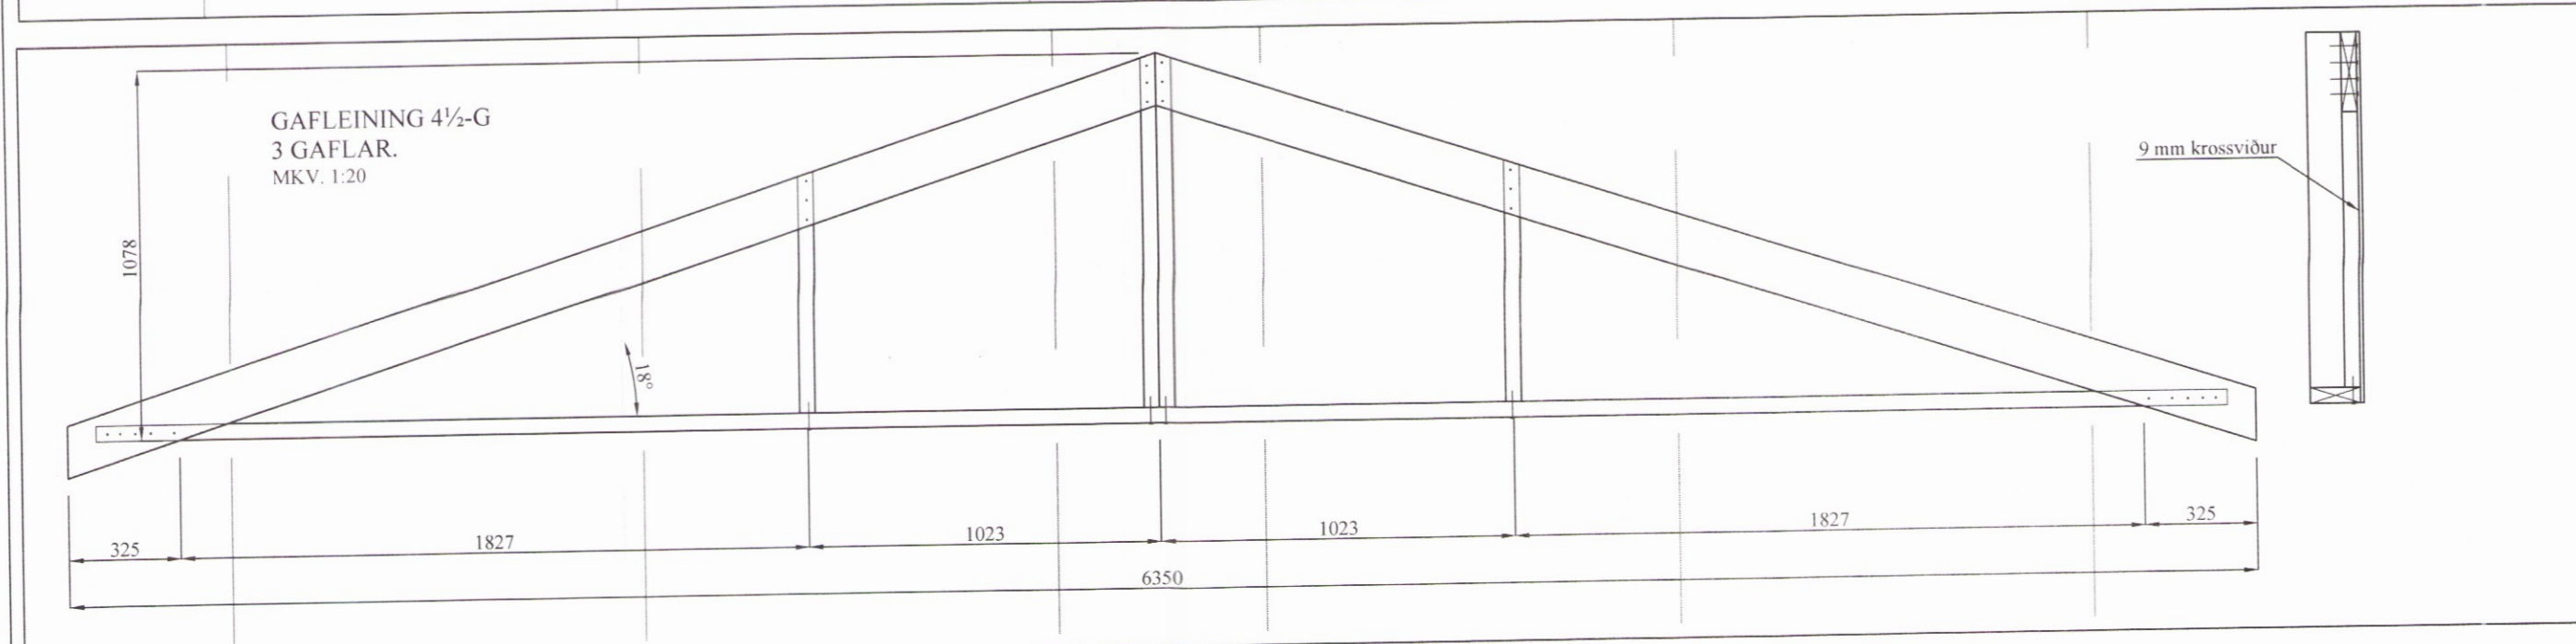 GAFLEINING 4½-G
3 GAFLAR.
MKV. 1:20
1078
18°
9 mm krossviður
325
1827
1023
1023
1827
325
6350